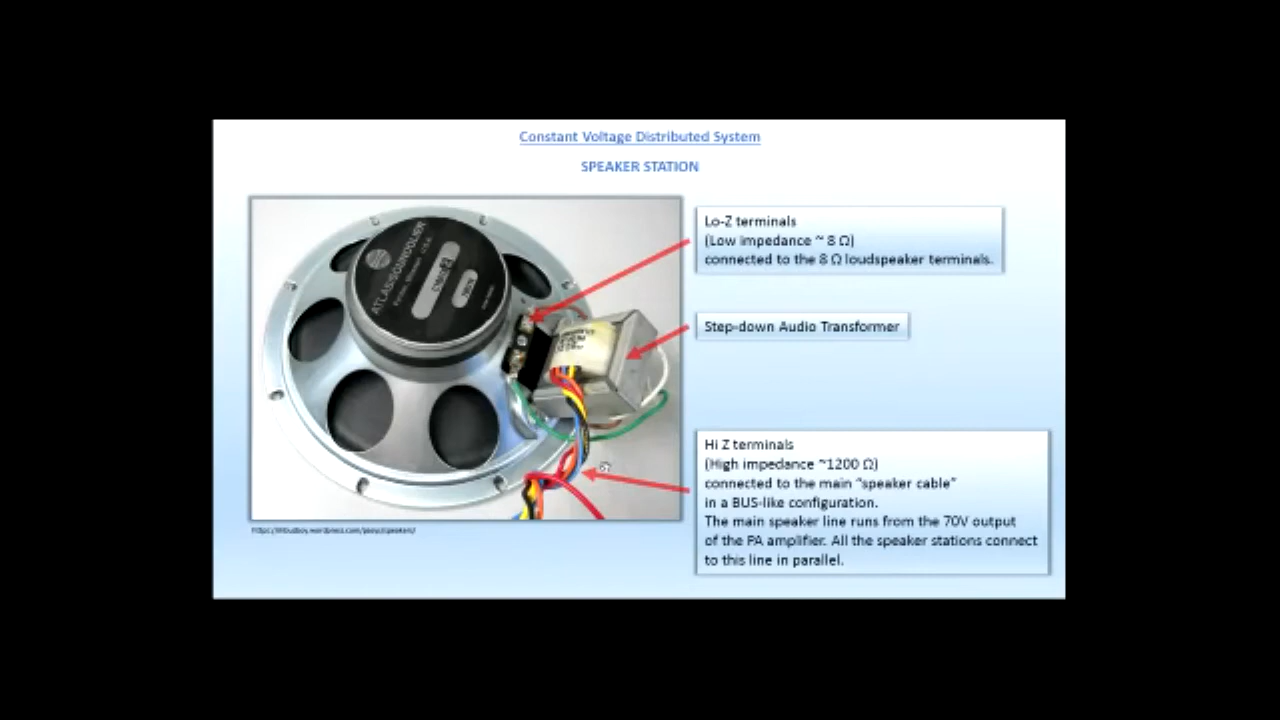 Constant Voltage Distributed System
SPEAKER STATION
Lo-Z terminals
(Low impedance ~ 8 Ω)
connected to the 8 Ω loudspeaker terminals.
Step-down Audio Transformer
Hi Z terminals
(High impedance ~1200 Ω)
connected to the main “speaker cable”
in a BUS-like configuration.
The main speaker line runs from the 70V output
of the PA amplifier. All the speaker stations connect
to this line in parallel.
ATLAS/SOUNDOLIER